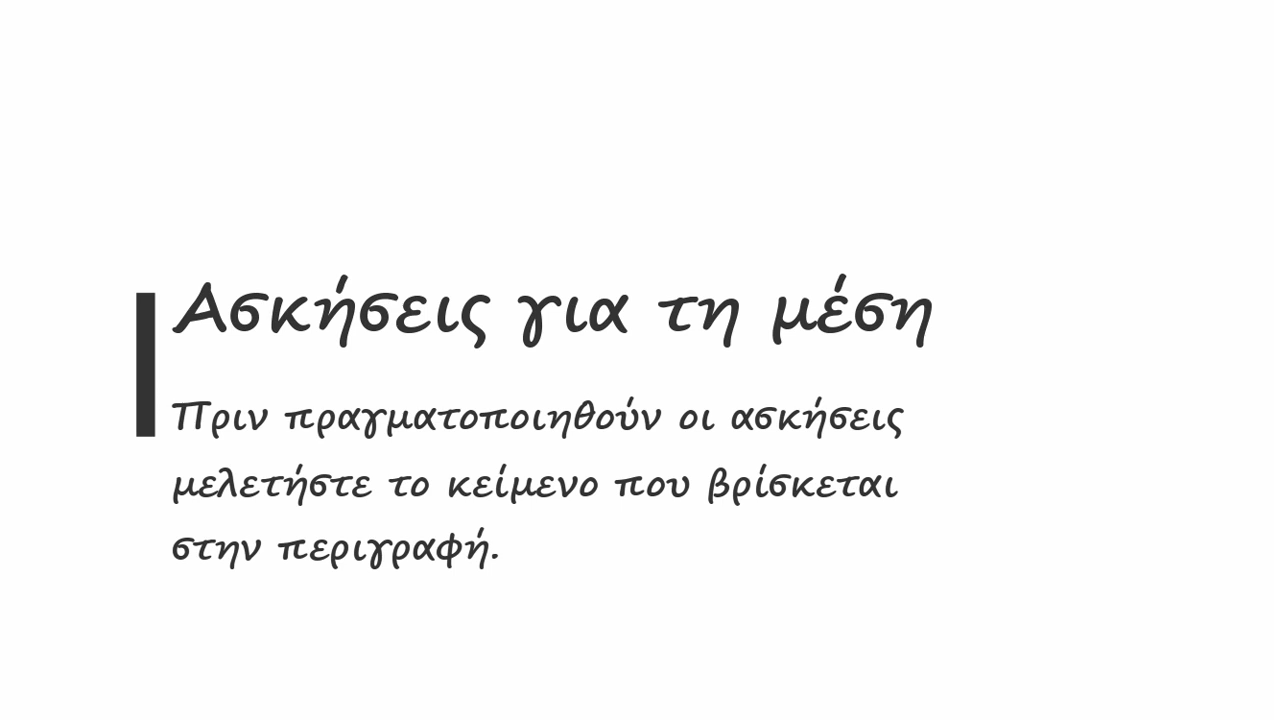 Ασκήσεις για τη μέση
Πριν πραγματοποιηθούν οι ασκήσεις
μελετήστε το κείμενο που βρίσκεται
στην περιγραφή.